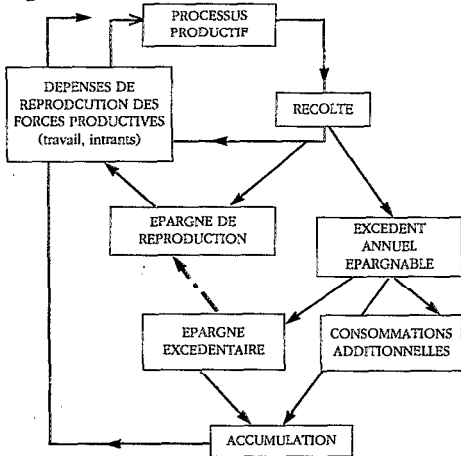 PROCESSUS
PRODUCTIF
DEPENSES DE
REPRODCUTION DES
FORCES PRODUCTIVES
(travail, intrants)
RECOLTE
EPARGNE DE
REPRODUCTION
EXCEDENT
ANNUEL
EPARGNABLE
EPARGNE
EXCEDENTAIRE
CONSOMMATIONS
ADDITIONNELLES
ACCUMULATION